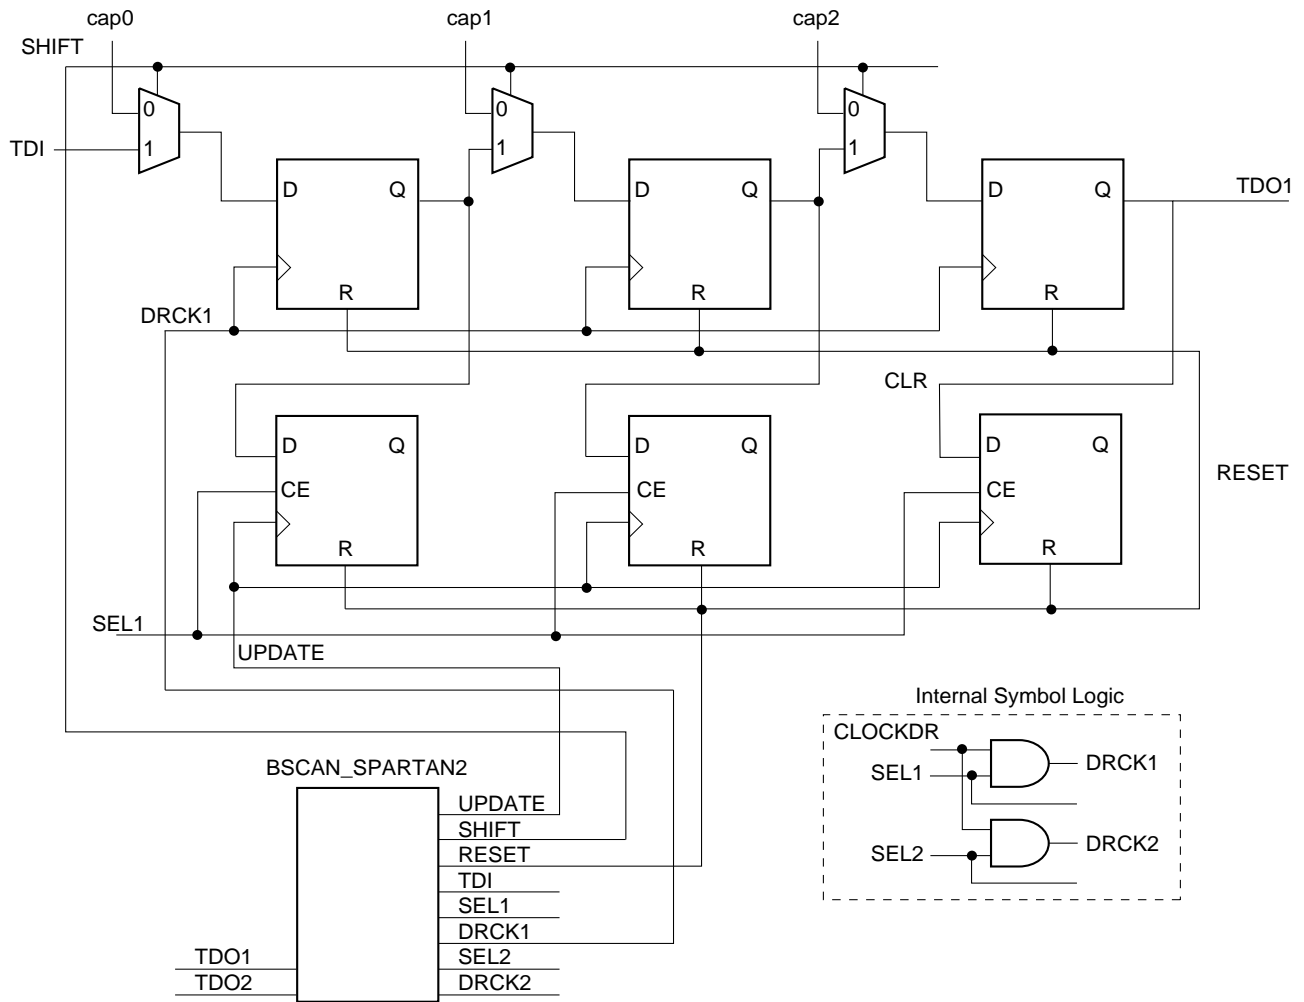 cap0 cap1 cap2
SHIFT
0 0 0
TDI 1 1 1
D Q D Q D Q TDO1
R R R
DRCK1
CLR
D Q D Q D Q
CE CE CE RESET
R R R
SEL1
UPDATE
Internal Symbol Logic
CLOCKDR
BSCAN_SPARTAN2 SEL1 DRCK1
UPDATE
SHIFT
RESET SEL2 DRCK2
TDI
SEL1
DRCK1
TDO1 SEL2
TDO2 DRCK2